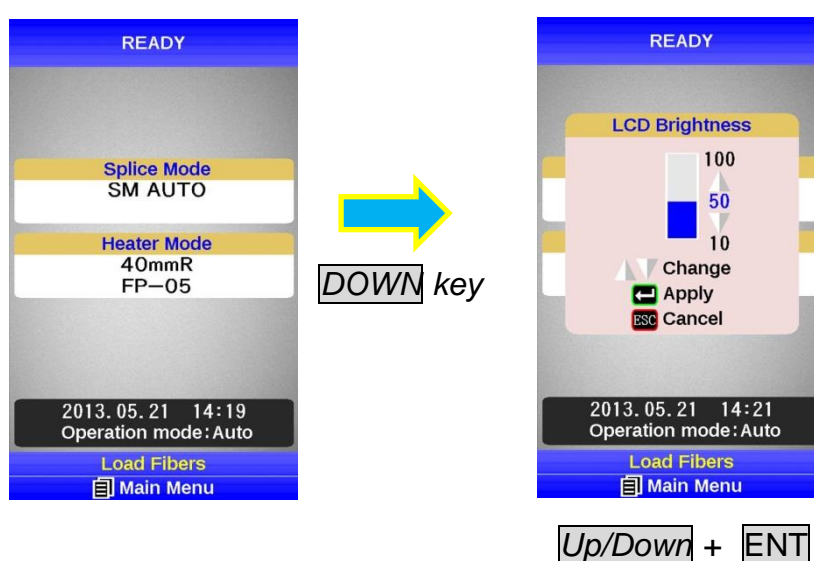 READY
Splice Mode
SM AUTO
Heater Mode
40mmR
FP-05
2013.05.21 14:19
Operation mode:Auto
Load Fibers
Main Menu
DOWN key
READY
LCD Brightness
100
50
10
Change
Apply
ESC Cancel
2013.05.21 14:21
Operation mode:Auto
Load Fibers
Main Menu
Up/Down + ENT